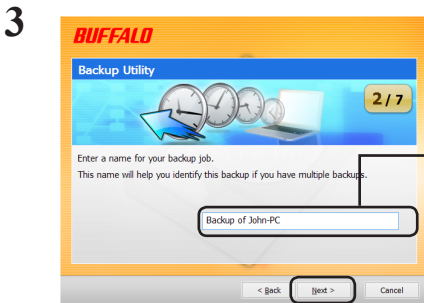 3
BUFFALO
Backup Utility
2 / 7
Enter a name for your backup job.
This name will help you identify this backup if you have multiple backups.
Backup of John-PC
< Back
Next >
Cancel